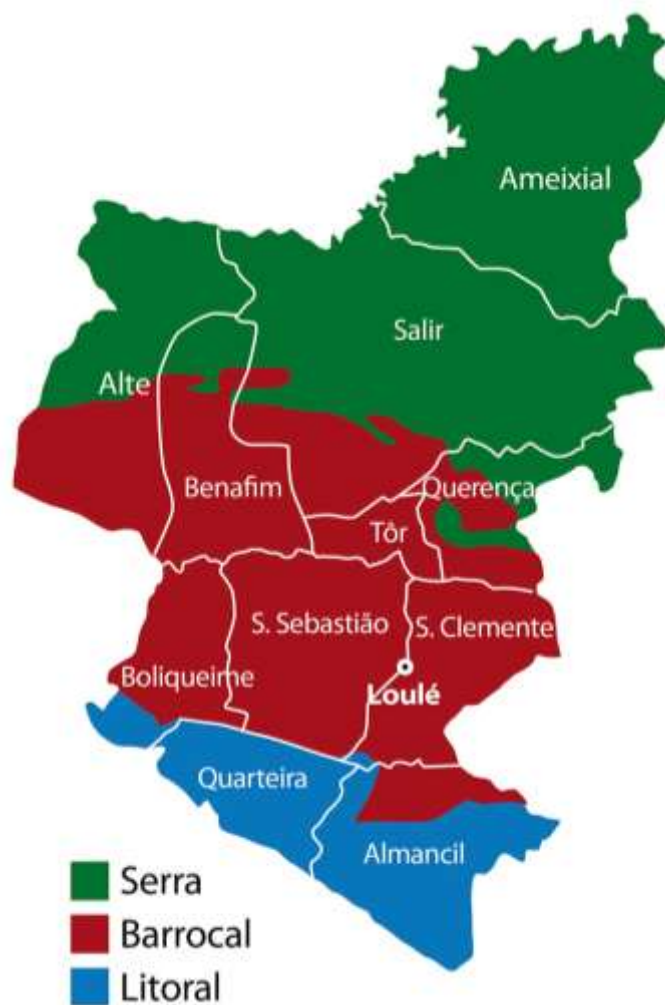 Ameixial
Salir
Alte
Benafim
Querença
Tôr
S. Sebastião
S. Clemente
Boliqueime
Loulé
Quarteira
Almancil
Serra
Barrocal
Litoral